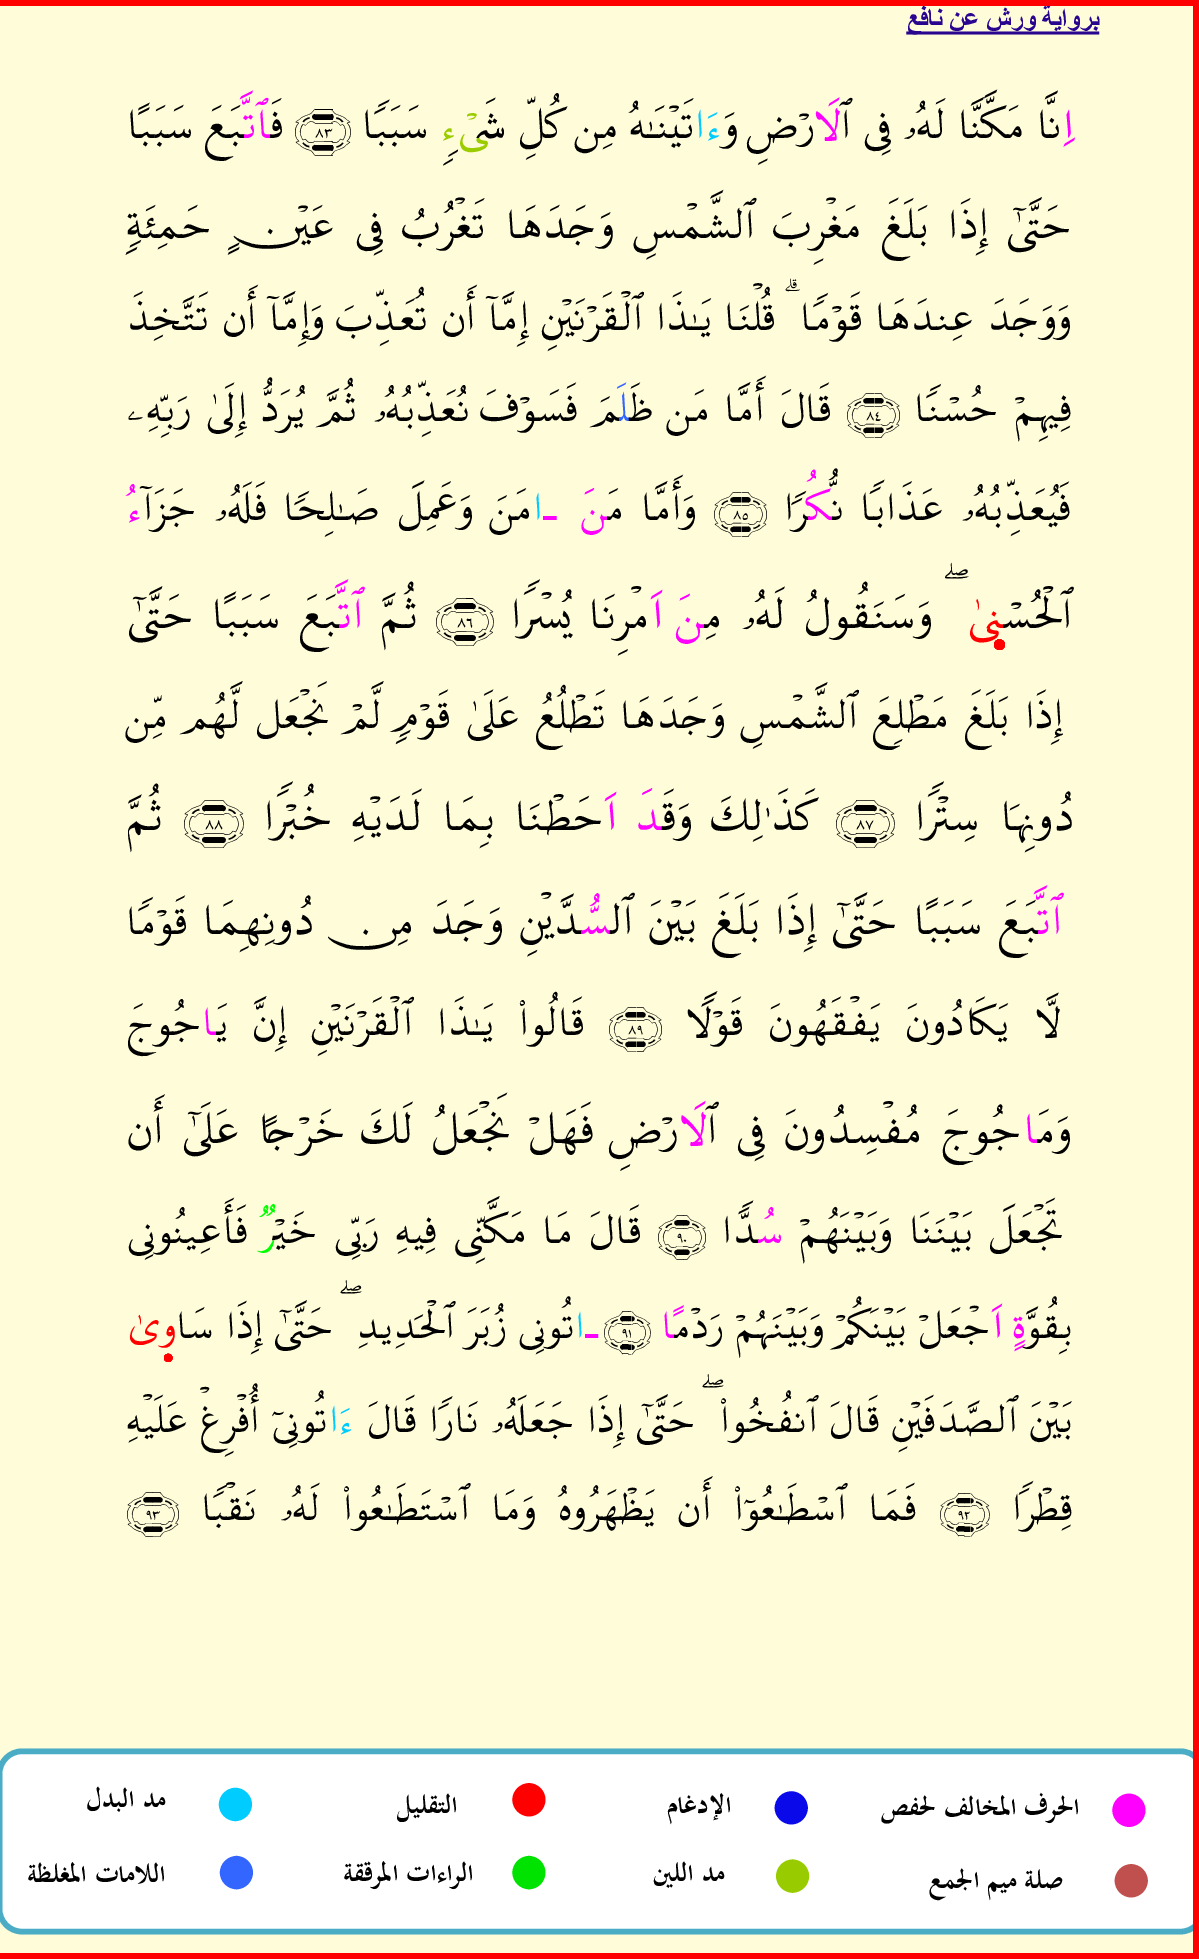 برواية ورش عن نافع
اِنَّا مَكَّنَّا لَهُۥ فِى ٱلَارْضِ وَءَاتَيْنَـٰهُ مِن كُلِّ شَىْءٍ سَبَبًا ٨٣ فَٱتَّبَعَ سَبَبًا
حَتَّىٰٓ إِذَا بَلَغَ مَغْرِبَ ٱلشَّمْسِ وَجَدَهَا تَغْرُبُ فِى عَيْنٍ حَمِئَةٍ
وَوَجَدَ عِندَهَا قَوْمًا ۗ قُلْنَا يَـٰذَا ٱلْقَرْنَيْنِ إِمَّآ أَن تُعَذِّبَ وَإِمَّآ أَن تَتَّخِذَ
فِيهِمْ حُسْنًا ٨٤ قَالَ أَمَّا مَن ظَلَمَ فَسَوْفَ نُعَذِّبُهُۥ ثُمَّ يُرَدُّ إِلَىٰ رَبِّهِۦ
فَيُعَذِّبُهُۥ عَذَابًا نُّكُرًا ٨٥ وَأَمَّا مَنَ ـامَنَ وَعَمِلَ صَـٰلِحًا فَلَهُۥ جَزَآءُ
ٱلْحُسْنىٰ ۖ وَسَنَقُولُ لَهُۥ مِنَ اَمْرِنَا يُسْرًا ٨٦ ثُمَّ ٱتَّبَعَ سَبَبًا حَتَّىٰٓ
إِذَا بَلَغَ مَطْلِعَ ٱلشَّمْسِ وَجَدَهَا تَطْلُعُ عَلَىٰ قَوْمٍ لَّمْ نَجْعَل لَّهُم مِّن
دُونِهَا سِتْرًا ٨٧ كَذَٰلِكَ وَقَدَ اَحَطْنَا بِمَا لَدَيْهِ خُبْرًا ٨٨ ثُمَّ
ٱتَّبَعَ سَبَبًا حَتَّىٰٓ إِذَا بَلَغَ بَيْنَ ٱلسُّدَّيْنِ وَجَدَ مِن دُونِهِمَا قَوْمًا
لَّا يَكَادُونَ يَفْقَهُونَ قَوْلًا ٨٩ قَالُوا۟ يَـٰذَا ٱلْقَرْنَيْنِ إِنَّ يَاجُوجَ
وَمَاجُوجَ مُفْسِدُونَ فِى ٱلَارْضِ فَهَلْ نَجْعَلُ لَكَ خَرْجًا عَلَىٰٓ أَن
تَجْعَلَ بَيْنَنَا وَبَيْنَهُمْ سُدًّا ٩٠ قَالَ مَا مَكَّنِّى فِيهِ رَبِّى خَيْرٌ فَأَعِينُونِى
بِقُوَّةٍ اَجْعَلْ بَيْنَكُمْ وَبَيْنَهُمْ رَدْمًا ٩١ ـاتُونِى زُبَرَ ٱلْحَدِيدِ ۖ حَتَّىٰٓ إِذَا سَاوىٰ
بَيْنَ ٱلصَّدَفَيْنِ قَالَ ٱنفُخُوا۟ ۖ حَتَّىٰٓ إِذَا جَعَلَهُۥ نَارًا قَالَ ءَاتُونِىٓ أُفْرِغْ عَلَيْهِ
قِطْرًا ٩٢ فَمَا ٱسْطَـٰعُوٓا۟ أَن يَظْهَرُوهُ وَمَا ٱسْتَطَـٰعُوا۟ لَهُۥ نَقْبًا ٩٣
الحرف المخالف لحفص الإدغام التقليل مد البدل
صلة ميم الجمع مد اللين الراءات المرققة اللامات المغلظة